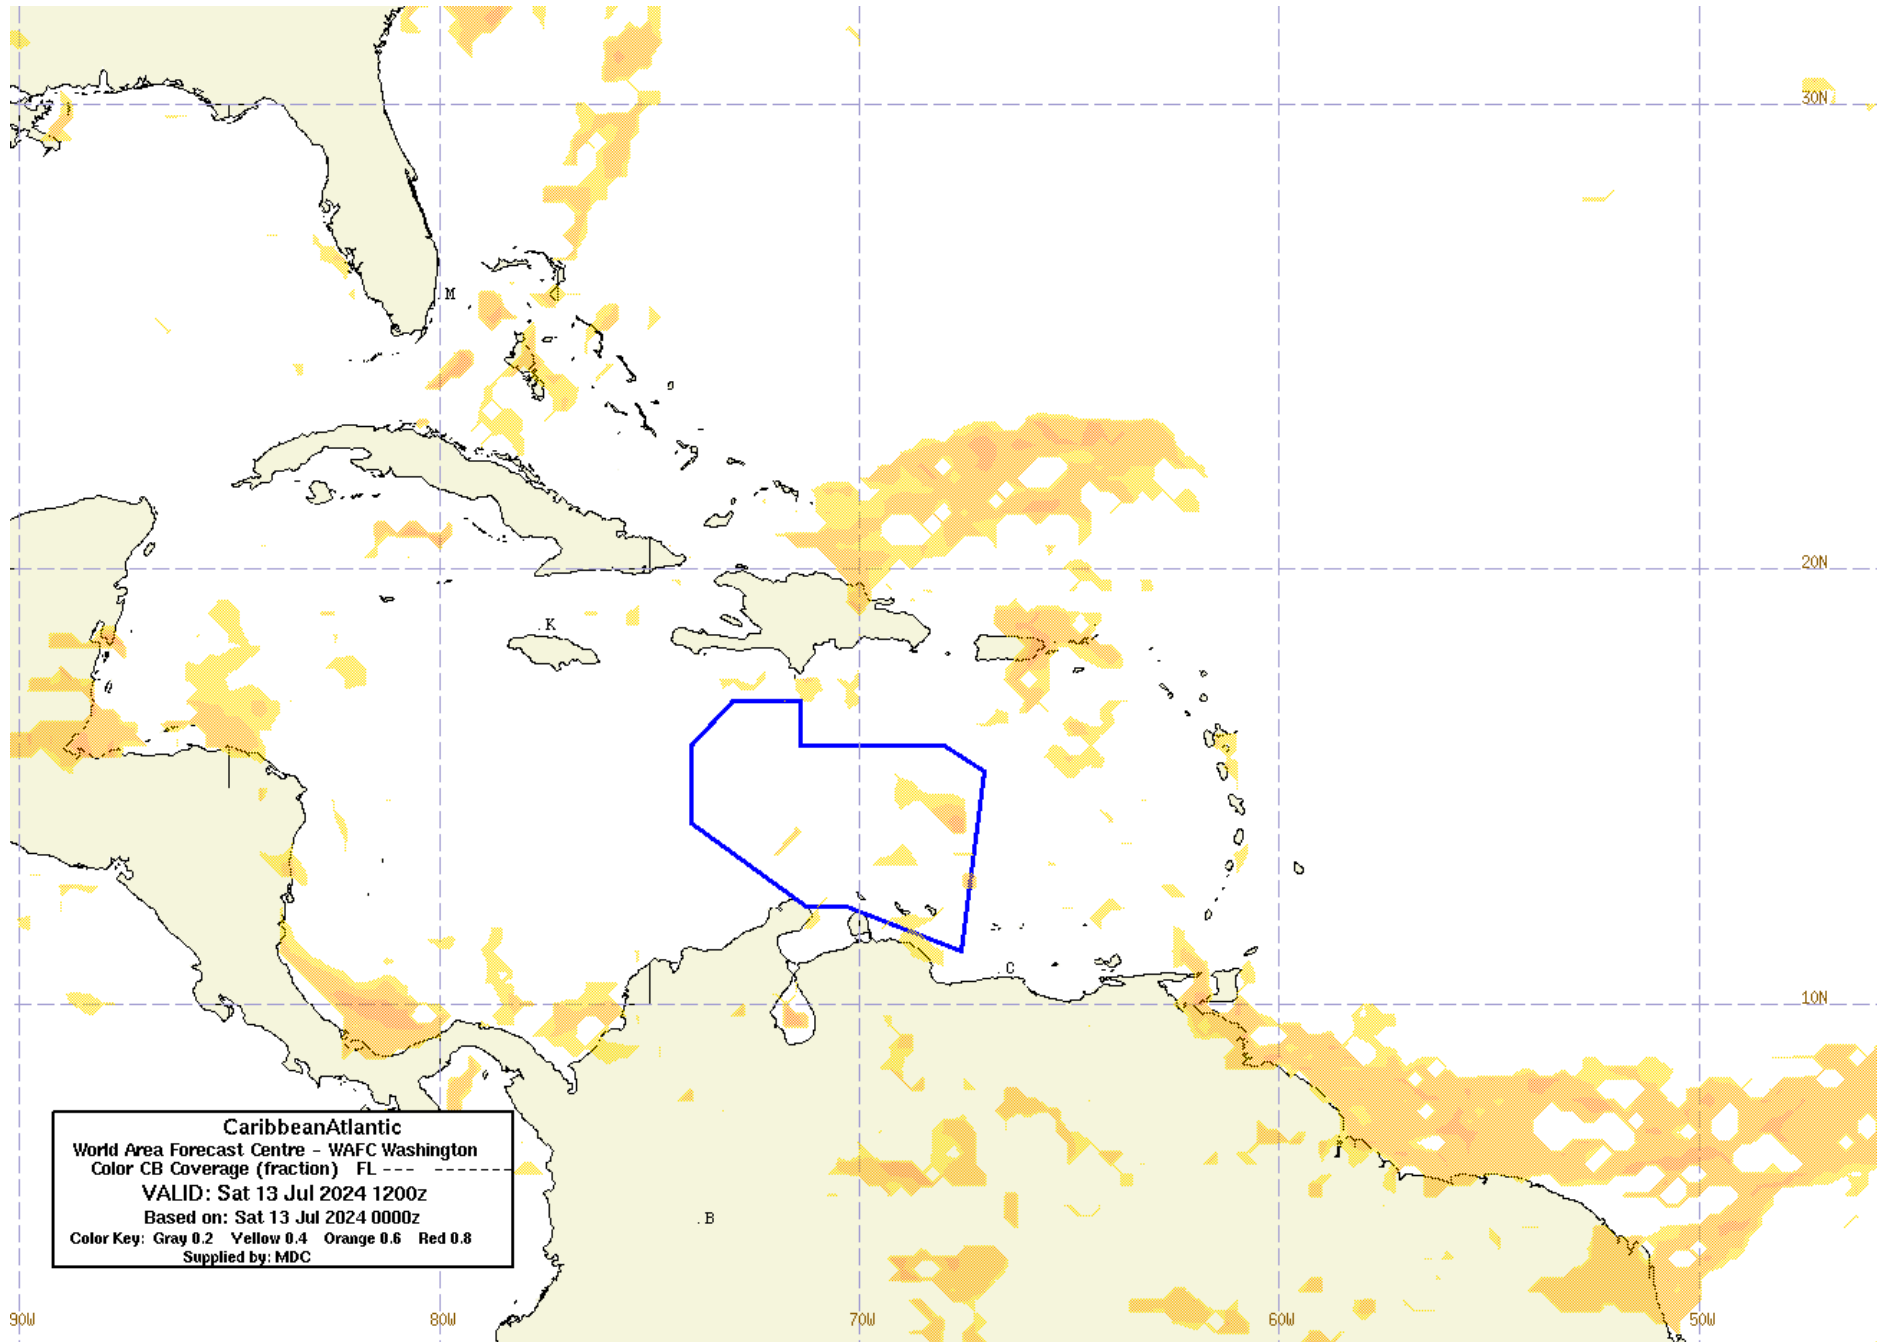 30N
M
20N
K
C
10N
CaribbeanAtlantic
World Area Forecast Centre - WAFC Washington
Color CB Coverage (fraction) FL --- --------
VALID: Sat 13 Jul 2024 1200z
Based on: Sat 13 Jul 2024 0000z
Color Key: Gray 0.2 Yellow 0.4 Orange 0.6 Red 0.8
Supplied by: MDC
.B
90W 80W 70W 60W 50W